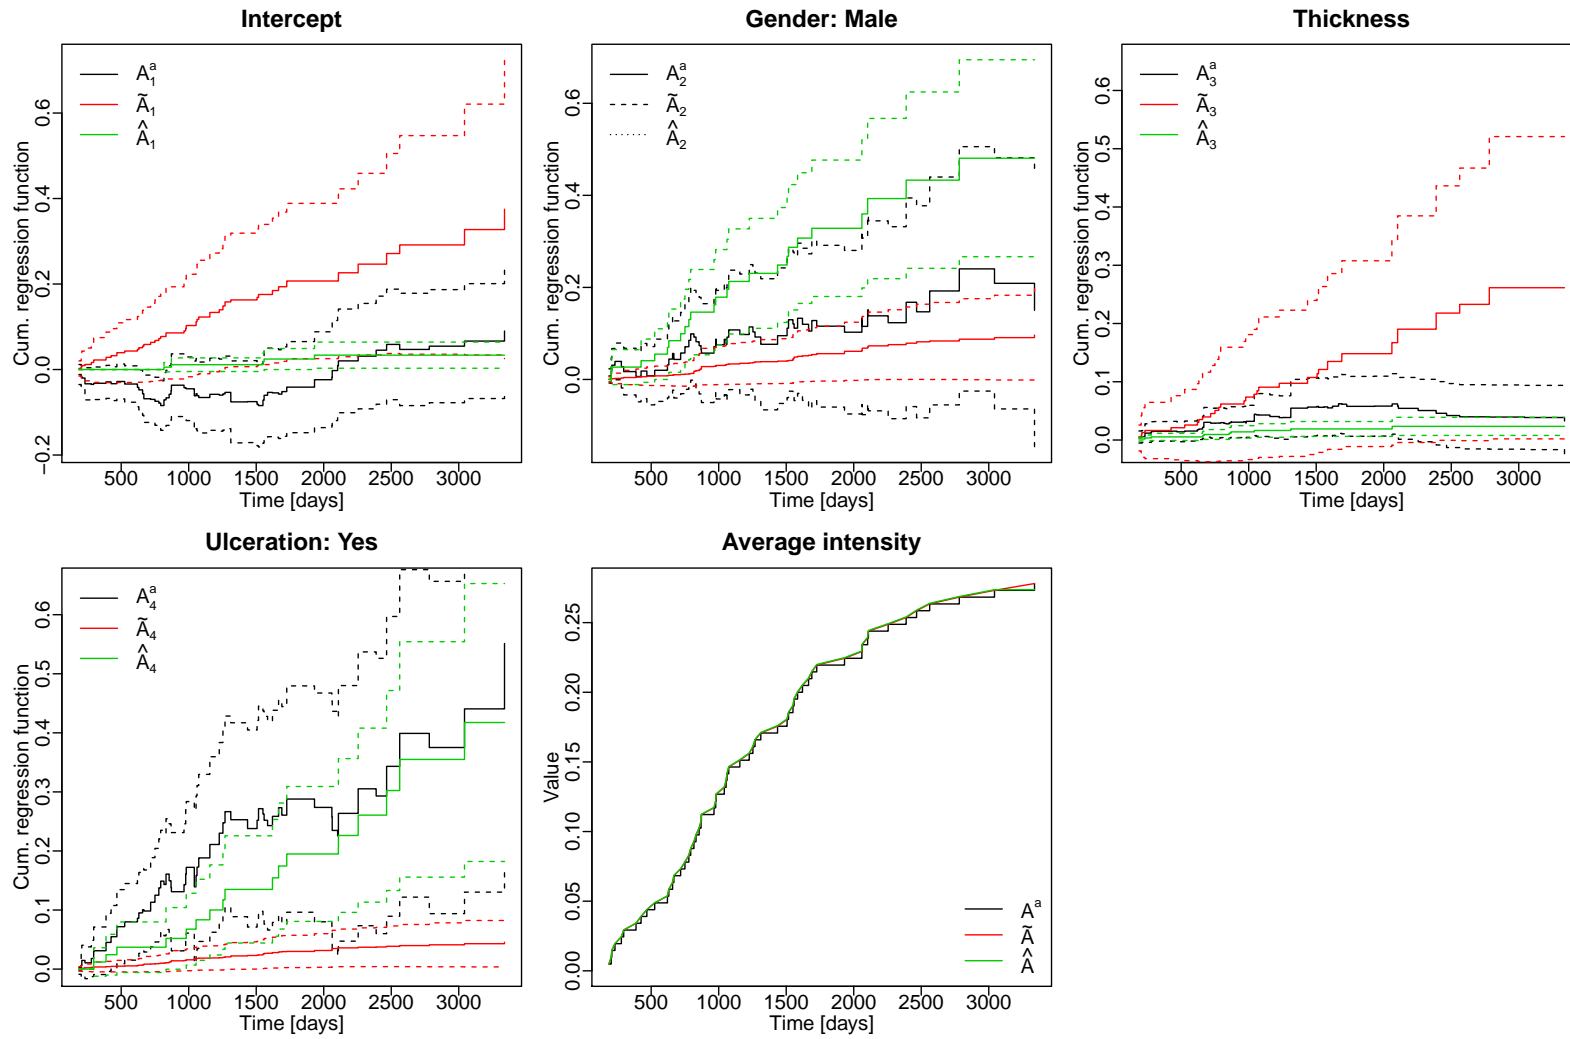 Intercept
Cum. regression function
0.6
0.4
0.2
0.0
−0.2
A₁ᵃ
Ã₁
Â₁
500 1000 1500 2000 2500 3000
Time [days]
Gender: Male
Cum. regression function
0.6
0.4
0.2
0.0
A₂ᵃ
Ã₂
Â₂
500 1000 1500 2000 2500 3000
Time [days]
Thickness
Cum. regression function
0.6
0.5
0.4
0.3
0.2
0.1
0.0
A₃ᵃ
Ã₃
Â₃
500 1000 1500 2000 2500 3000
Time [days]
Ulceration: Yes
Cum. regression function
0.6
0.5
0.4
0.3
0.2
0.1
0.0
A₄ᵃ
Ã₄
Â₄
500 1000 1500 2000 2500 3000
Time [days]
Average intensity
Value
0.25
0.20
0.15
0.10
0.05
0.00
Aᵃ
Ã
Â
500 1000 1500 2000 2500 3000
Time [days]